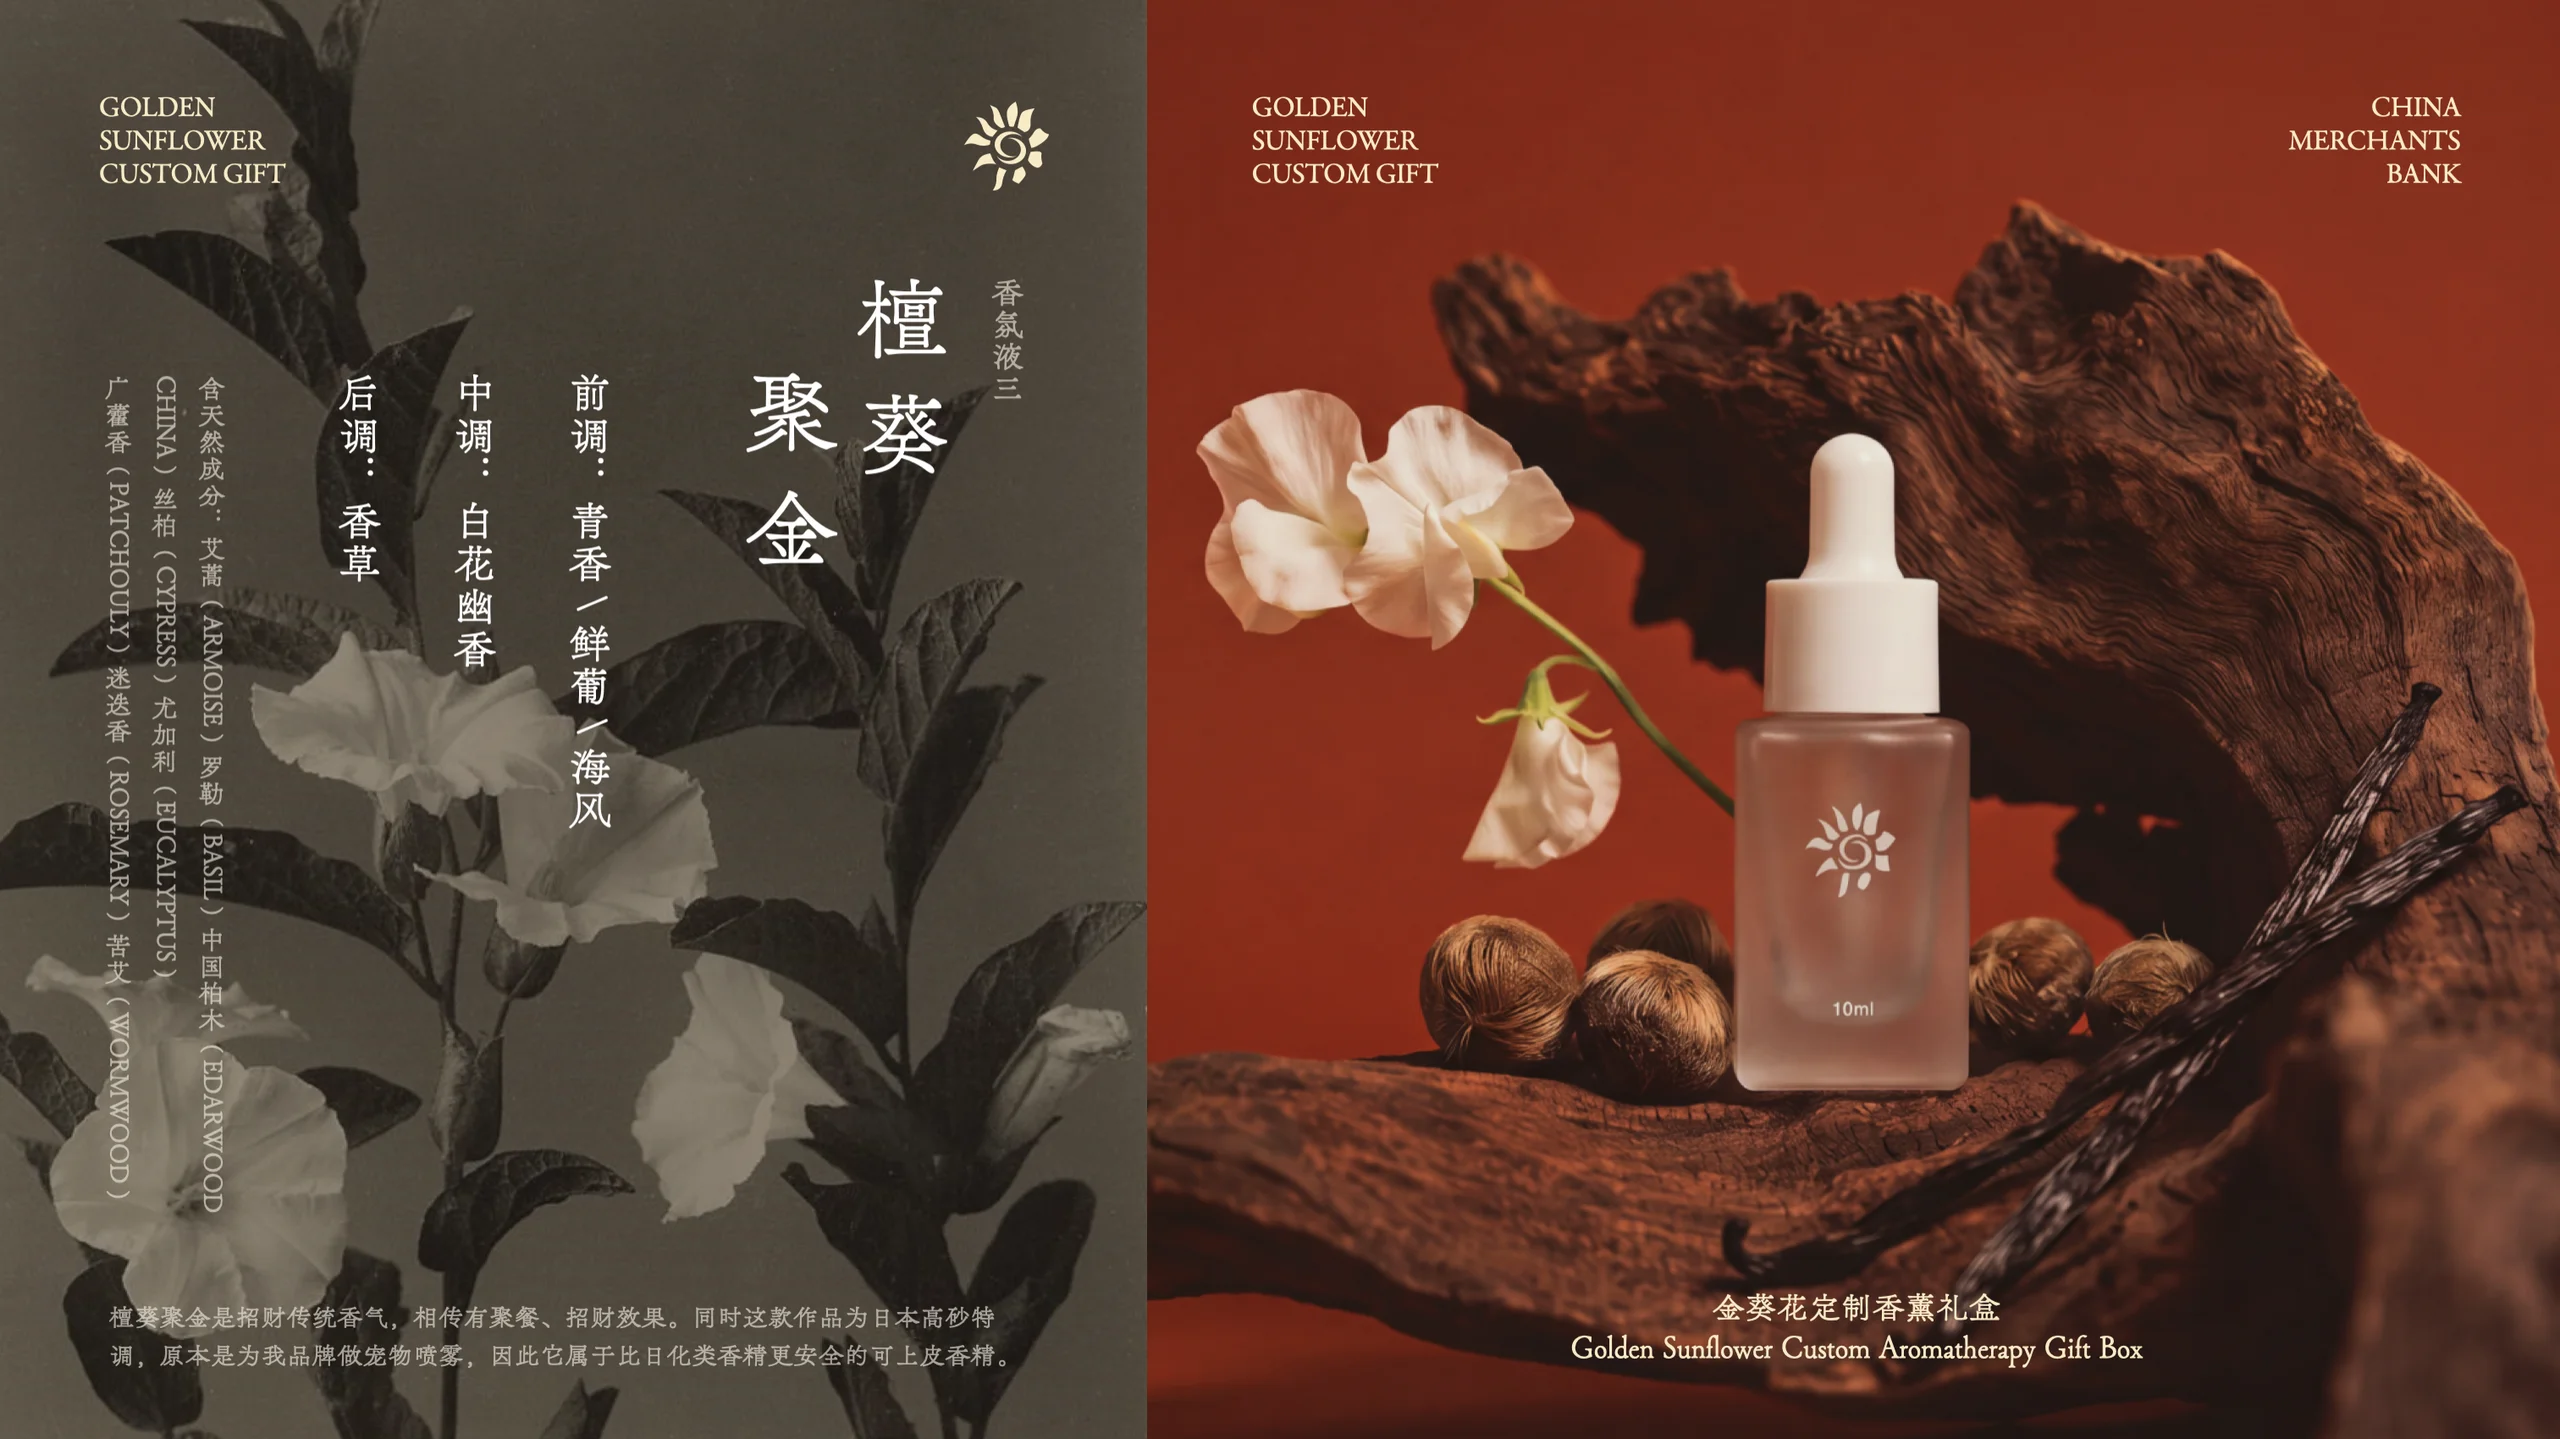 GOLDEN
SUNFLOWER
CUSTOM GIFT
香氛液三
檀葵
聚金
前调：青香/鲜葡/海风
中调：白花幽香
后调：香草
含天然成分：艾蒿（ARMOISE）罗勒（BASIL）中国柏木（EDARWOOD
CHINA）丝柏（CYPRESS）尤加利（EUCALYPTUS）
广藿香（PATCHOULY）迷迭香（ROSEMARY）苦艾（WORMWOOD）
檀葵聚金是招财传统香气，相传有聚餐、招财效果。同时这款作品为日本高砂特
调，原本是为我品牌做宠物喷雾，因此它属于比日化类香精更安全的可上皮香精。
GOLDEN
SUNFLOWER
CUSTOM GIFT
CHINA
MERCHANTS
BANK
10ml
金葵花定制香薰礼盒
Golden Sunflower Custom Aromatherapy Gift Box